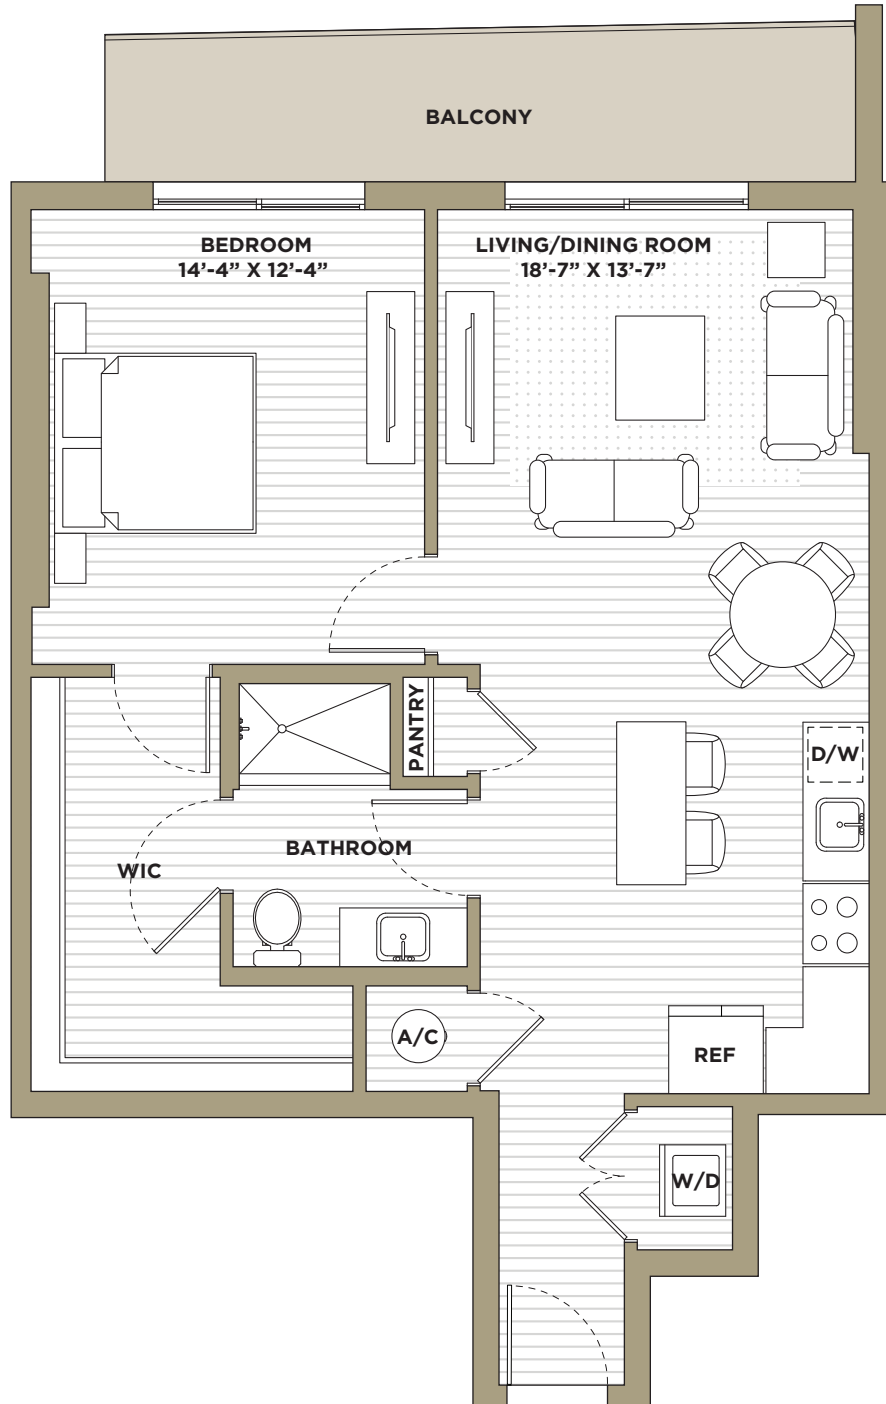 BALCONY
BEDROOM
14’-4” X 12’-4”
LIVING/DINING ROOM
18’-7” X 13’-7”
PANTRY
D/W
BATHROOM
WIC
A/C
REF
W/D